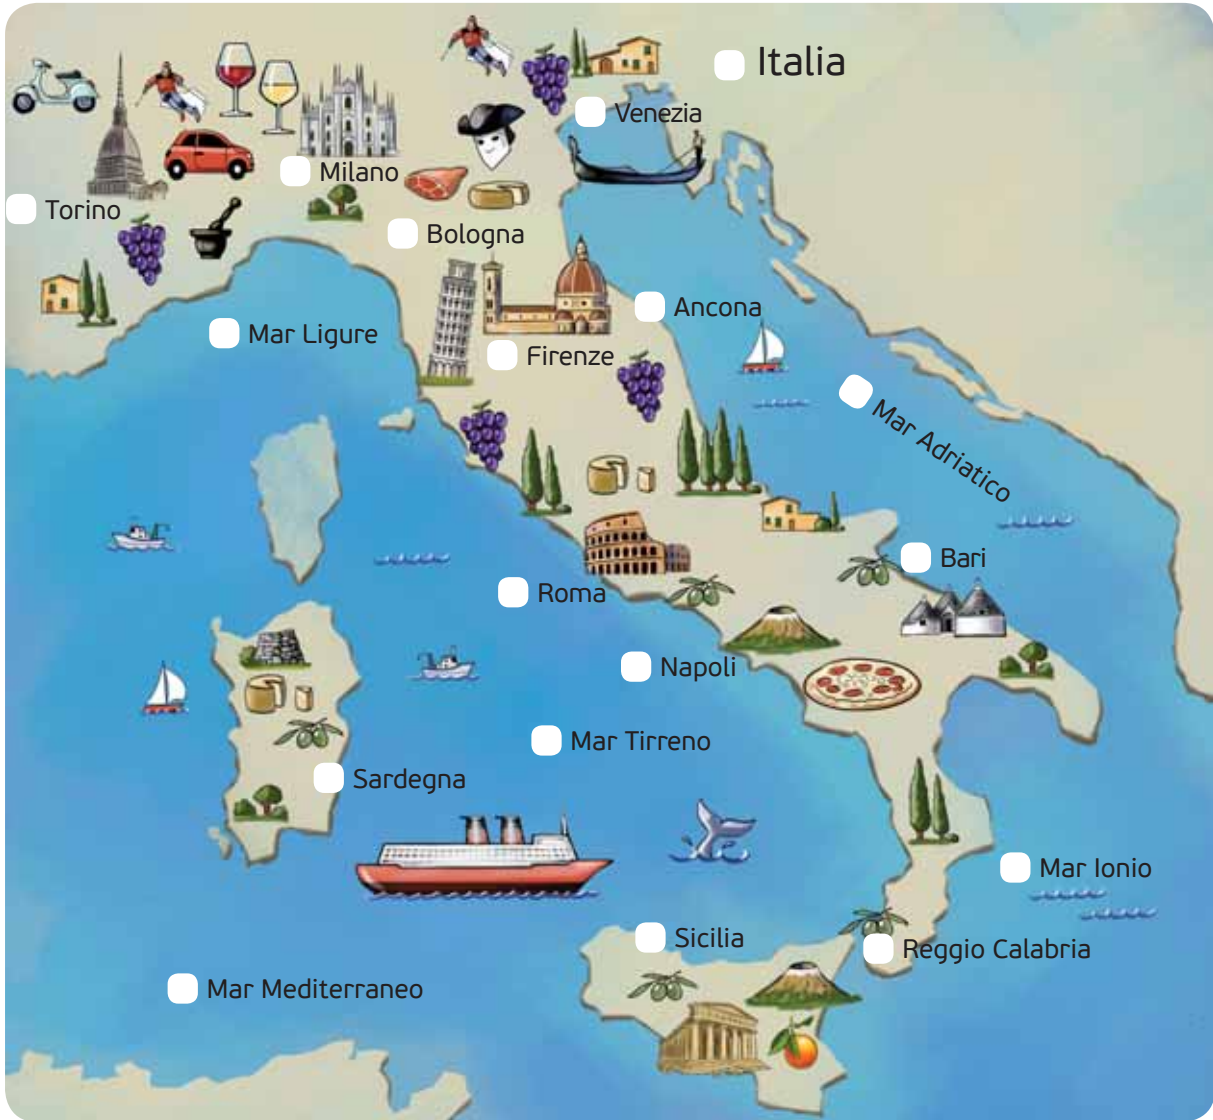 Italia
Venezia
Milano
Torino
Bologna
Ancona
Mar Ligure
Firenze
Mar Adriatico
Bari
Roma
Napoli
Mar Tirreno
Sardegna
Mar Ionio
Sicilia
Reggio Calabria
Mar Mediterraneo